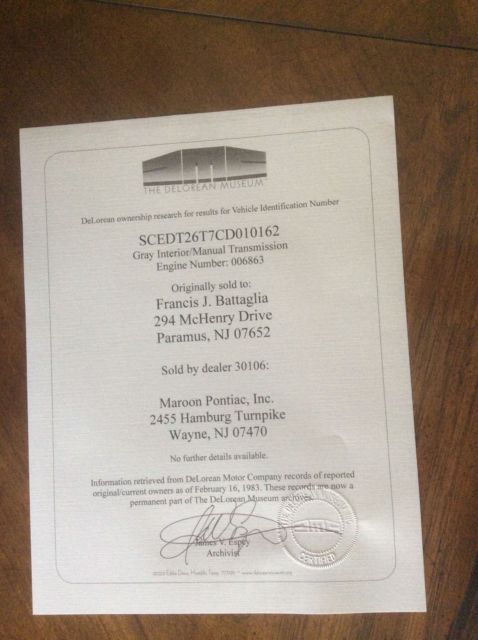 THE DELOREAN MUSEUM
DeLorean ownership research for results for Vehicle Identification Number
SCEDT26T7CD010162
Gray Interior/Manual Transmission
Engine Number: 006863
Originally sold to:
Francis J. Battaglia
294 McHenry Drive
Paramus, NJ 07652
Sold by dealer 30106:
Maroon Pontiac, Inc.
2455 Hamburg Turnpike
Wayne, NJ 07470
No further details available.
Information retrieved from DeLorean Motor Company records of reported
original/current owners as of February 16, 1983. These records are now a
permanent part of The DeLorean Museum archives.
James V. Espey
Archivist
CERTIFIED